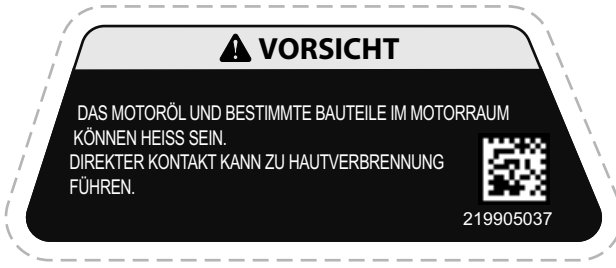 VORSICHT
DAS MOTORÖL UND BESTIMMTE BAUTEILE IM MOTORRAUM
KÖNNEN HEISS SEIN.
DIREKTER KONTAKT KANN ZU HAUTVERBRENNUNG
FÜHREN.
219905037